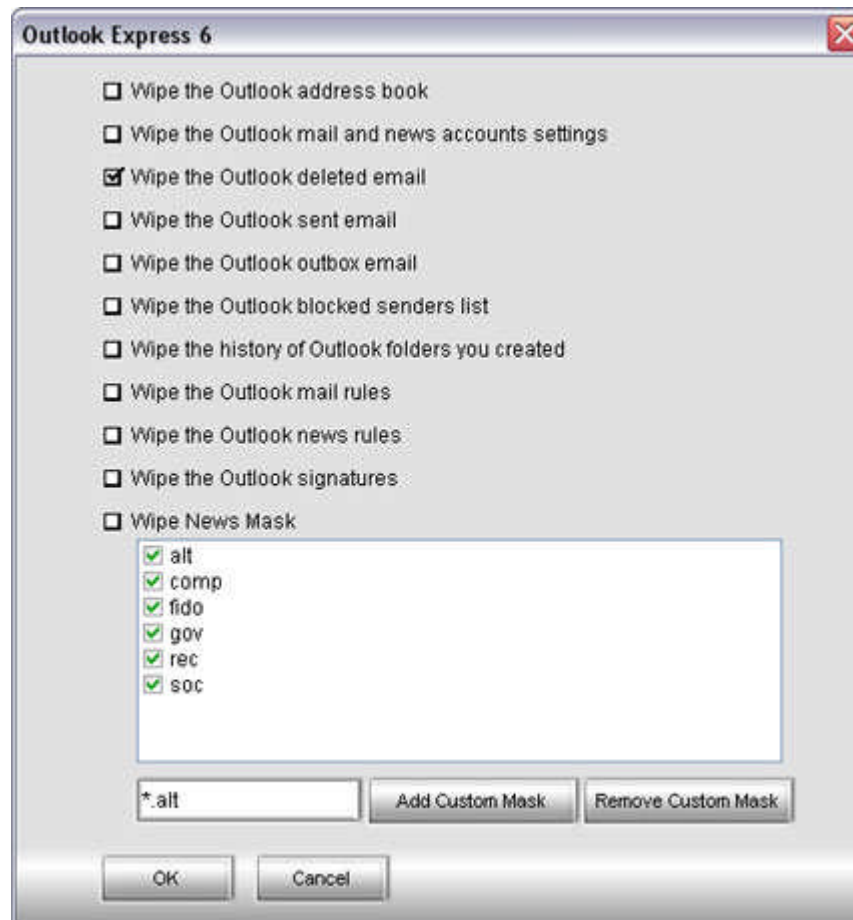 Outlook Express 6
Wipe the Outlook address book
Wipe the Outlook mail and news accounts settings
Wipe the Outlook deleted email
Wipe the Outlook sent email
Wipe the Outlook outbox email
Wipe the Outlook blocked senders list
Wipe the history of Outlook folders you created
Wipe the Outlook mail rules
Wipe the Outlook news rules
Wipe the Outlook signatures
Wipe News Mask
alt
comp
fido
gov
rec
soc
*.alt Add Custom Mask Remove Custom Mask
OK Cancel